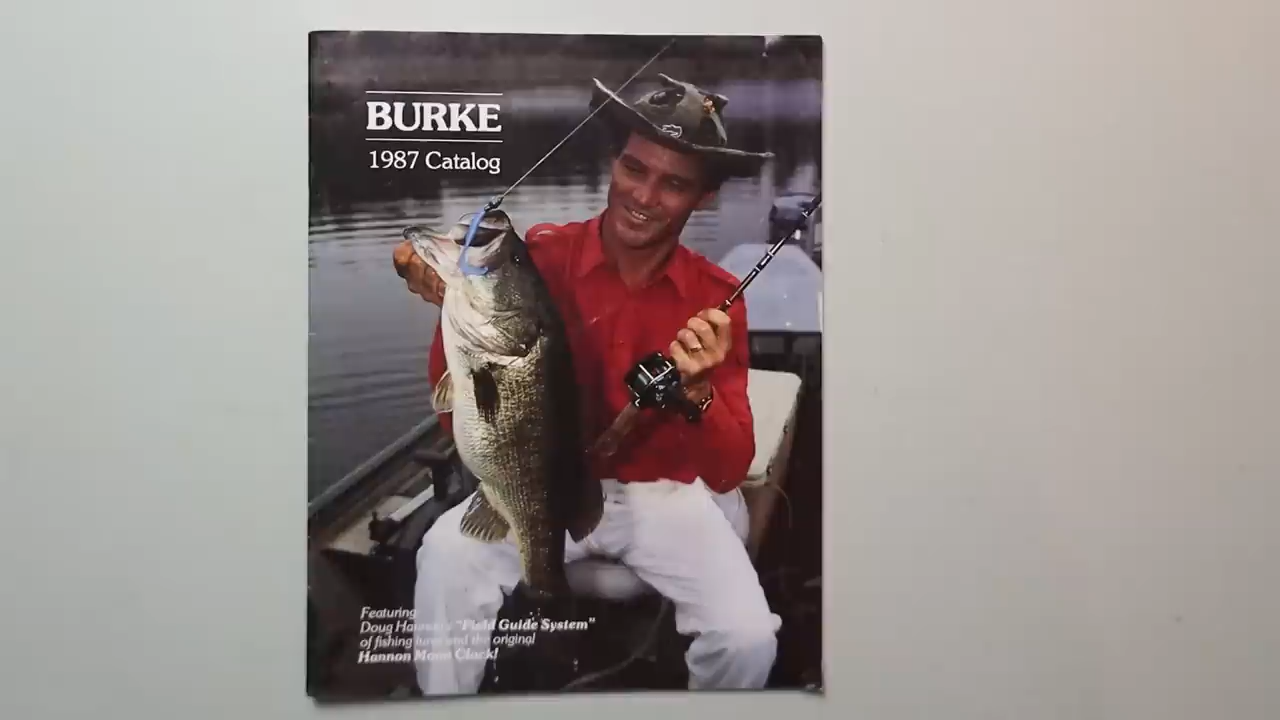 BURKE
1987 Catalog
Featuring
Doug Hannon's "Field Guide System"
of fishing lures and the original
Hannon Moon Clock!